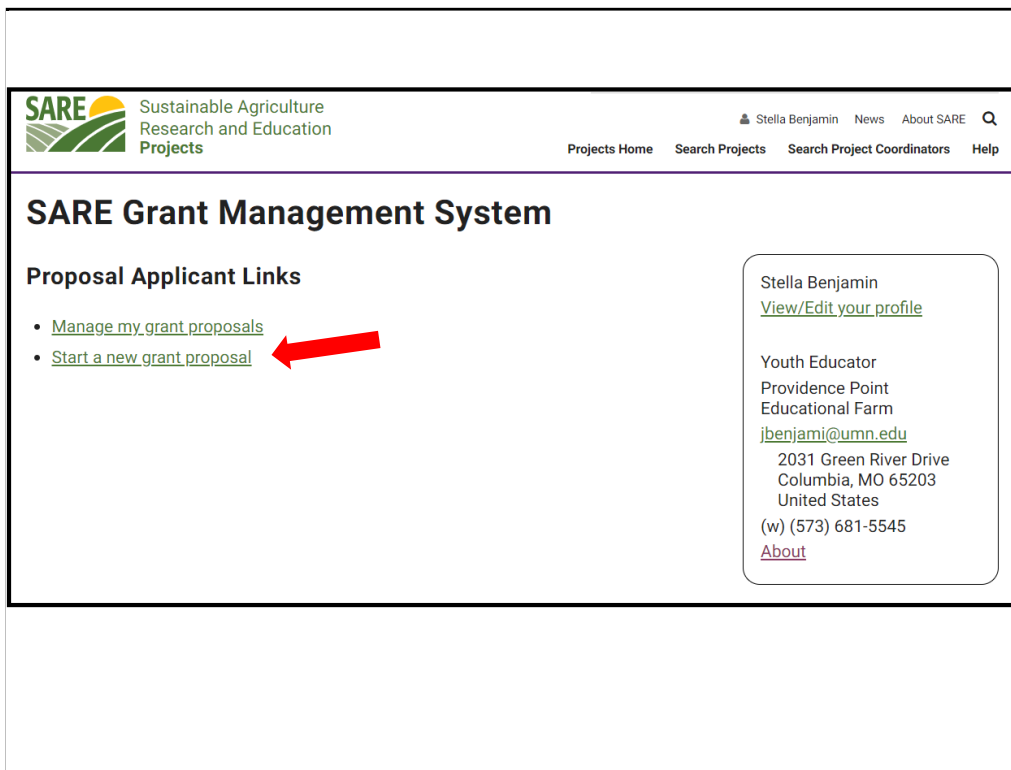 SARE
Sustainable Agriculture
Research and Education
Projects
Stella Benjamin News About SARE
Projects Home Search Projects Search Project Coordinators Help
SARE Grant Management System
Proposal Applicant Links
Manage my grant proposals
Start a new grant proposal
Stella Benjamin
View/Edit your profile
Youth Educator
Providence Point
Educational Farm
jbenjami@umn.edu
2031 Green River Drive
Columbia, MO 65203
United States
(w) (573) 681-5545
About